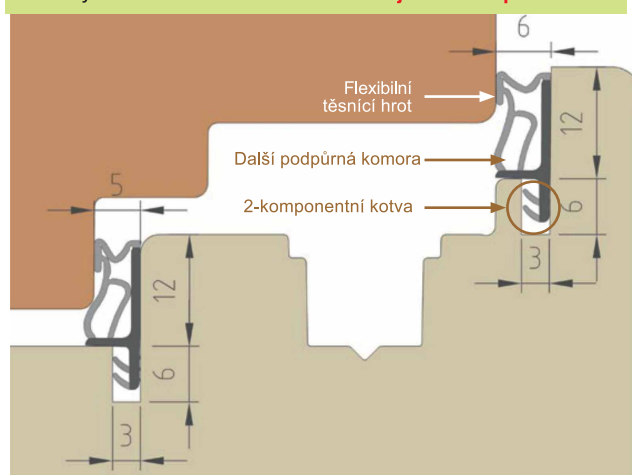 6
Flexibilní
těsnící hrot
12
Další podpůrná komora
5
2-komponentní kotva
6
3
12
6
3